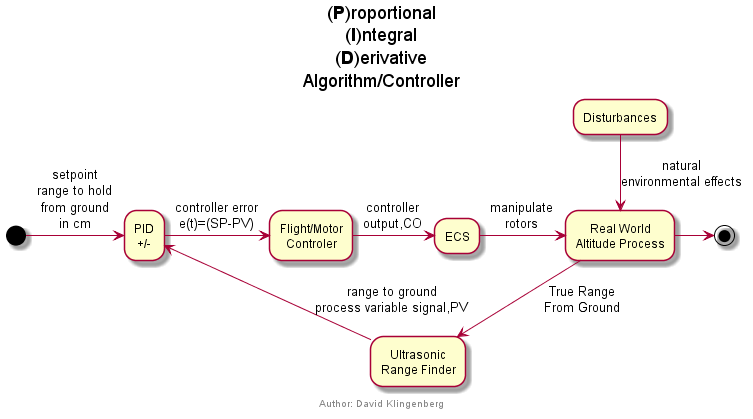 (P)roportional
(I)ntegral
(D)erivative
Algorithm/Controller
Disturbances
natural
environmental effects
setpoint
range to hold
from ground
in cm
PID
+/-
controller error
e(t)=(SP-PV)
Flight/Motor
Controler
controller
output,CO
ECS
manipulate
rotors
Real World
Altitude Process
range to ground
process variable signal,PV
True Range
From Ground
Ultrasonic
Range Finder
Author: David Klingenberg